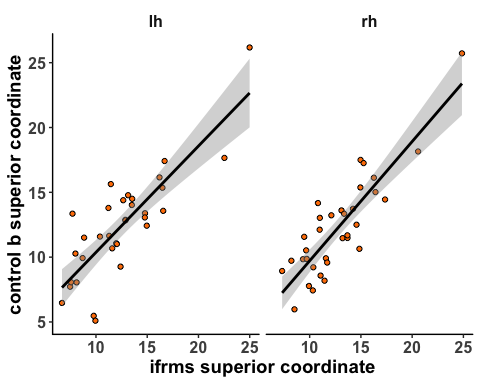 lh rh
control b superior coordinate
25
20
15
10
5
10 15 20 25 10 15 20 25
ifrms superior coordinate